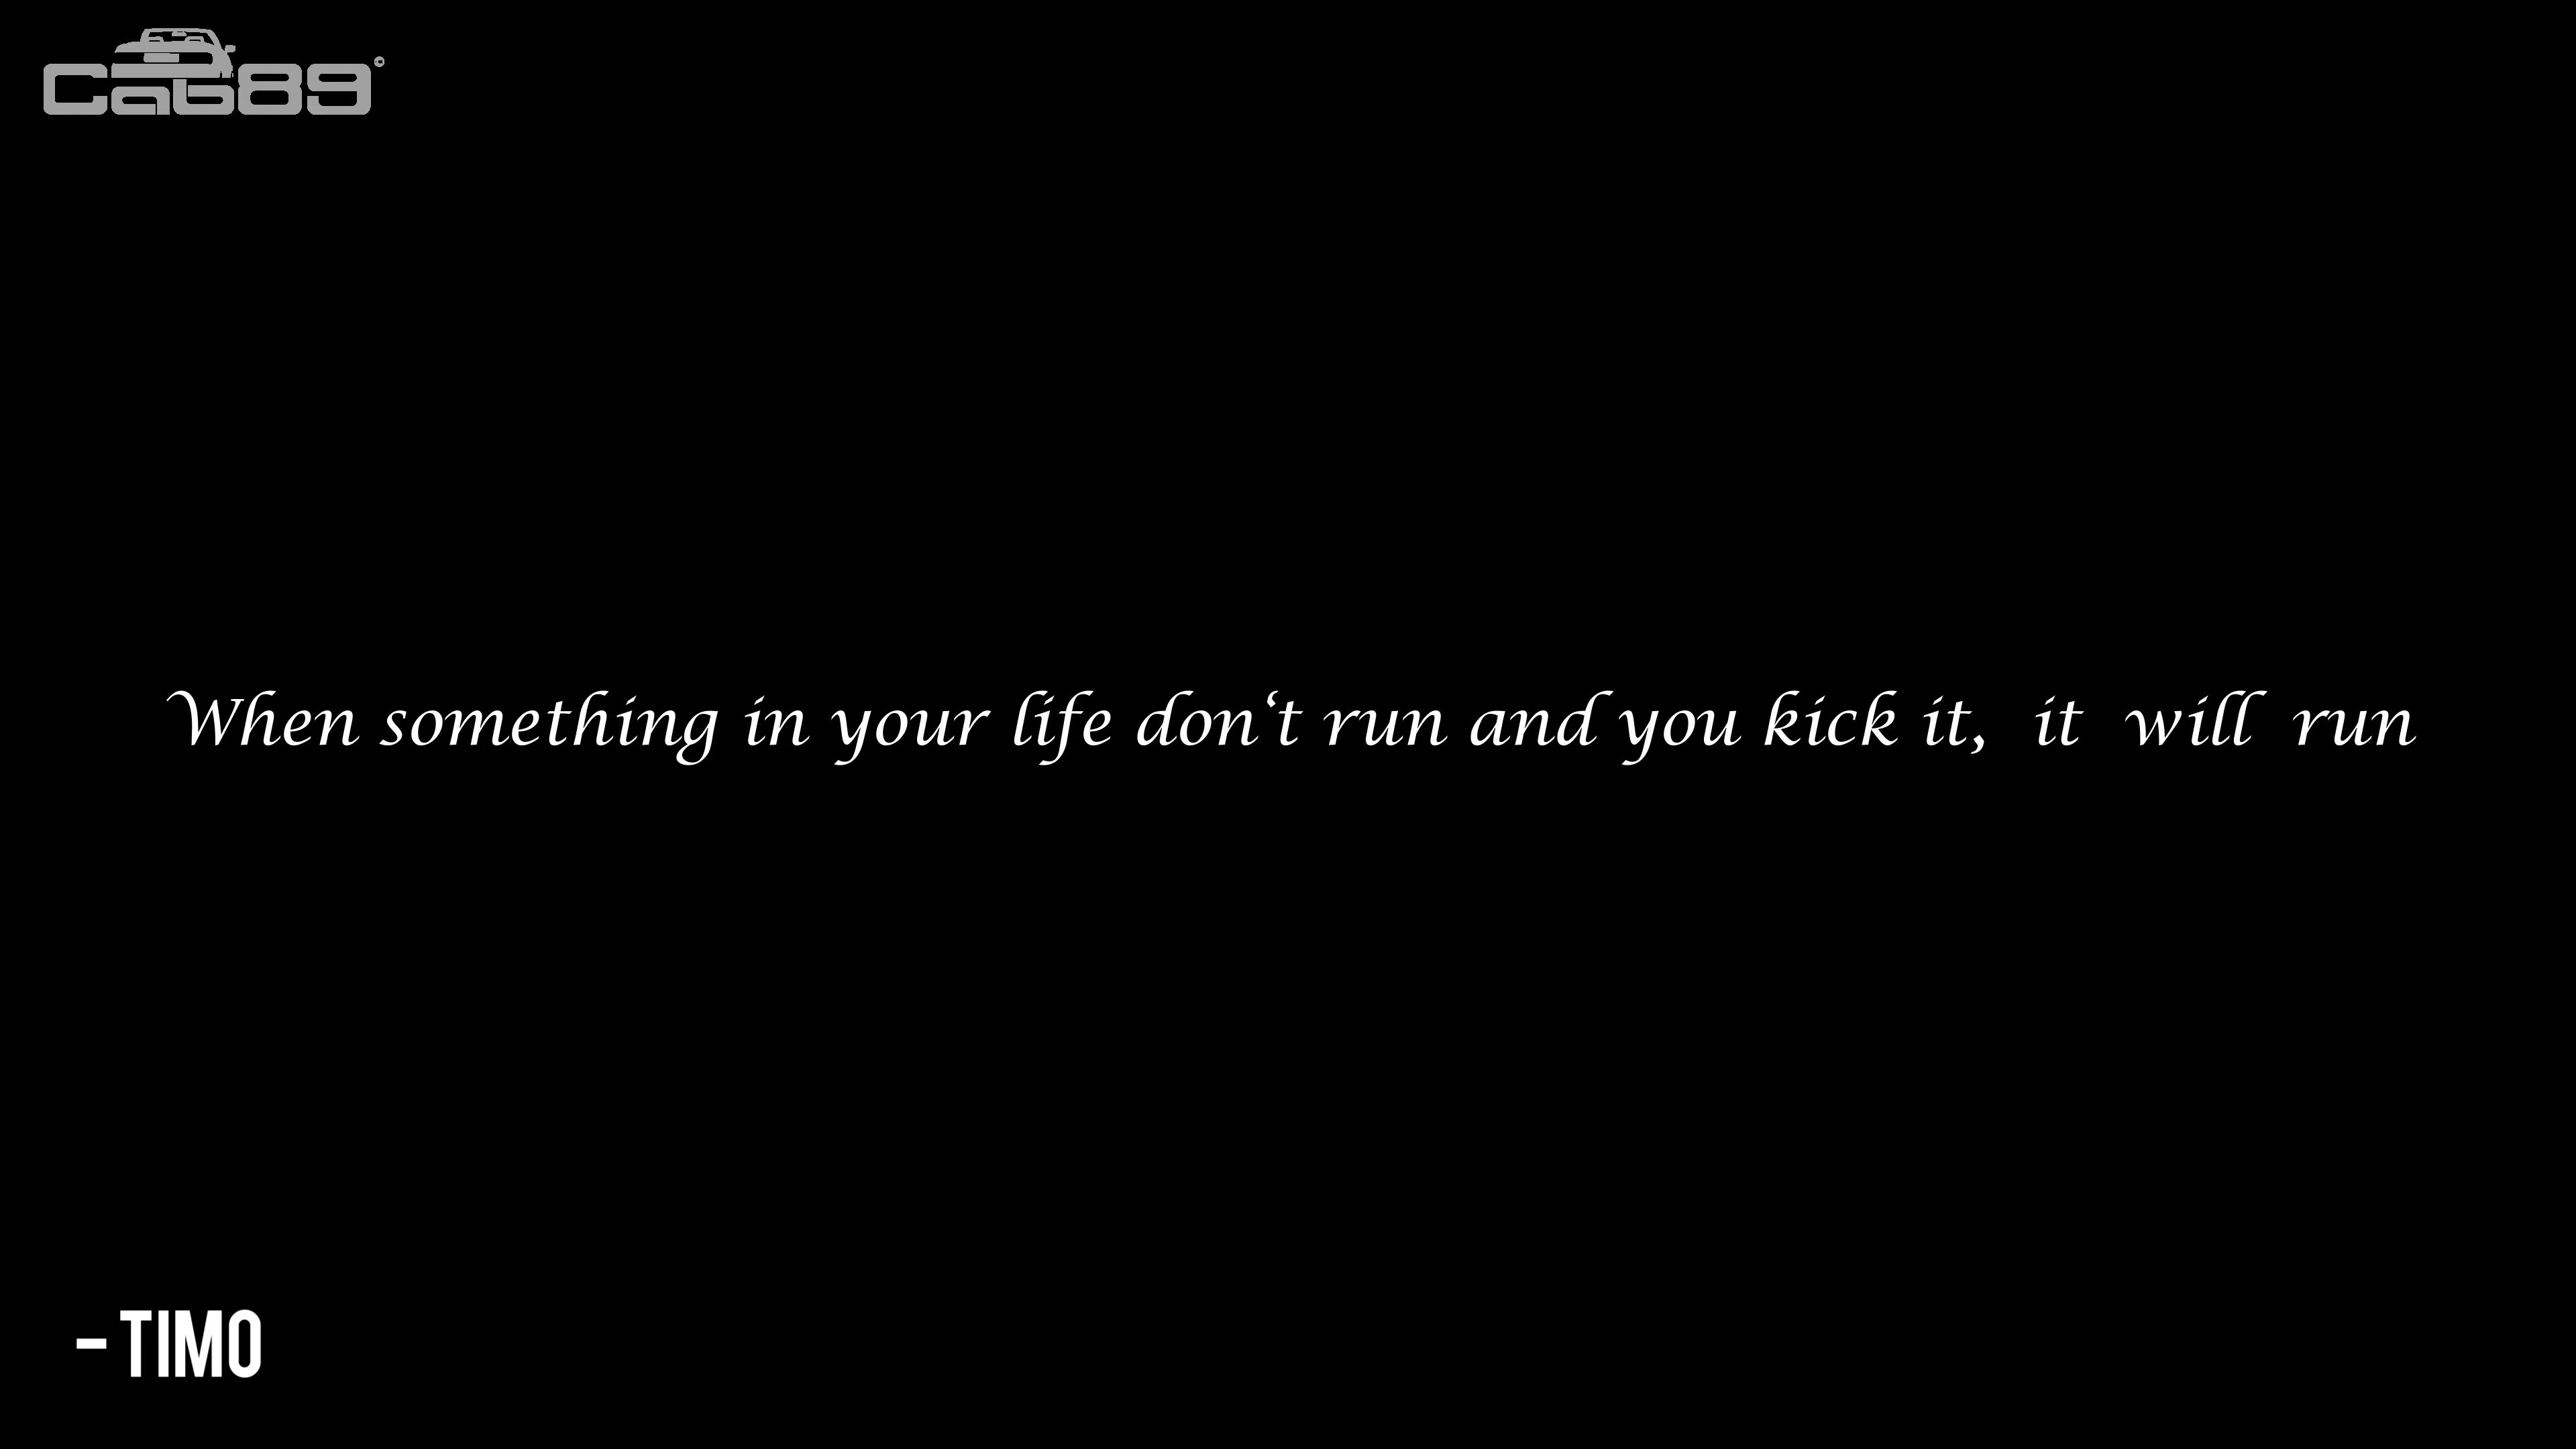 Cab89©
When something in your life don‘t run and you kick it, it will run
- TIMO